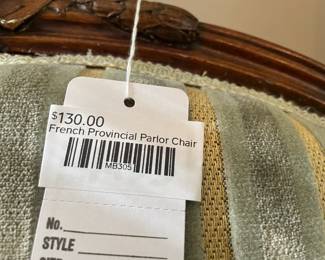 $130.00
French Provincial Parlor Chair
MB305
No.
STYLE